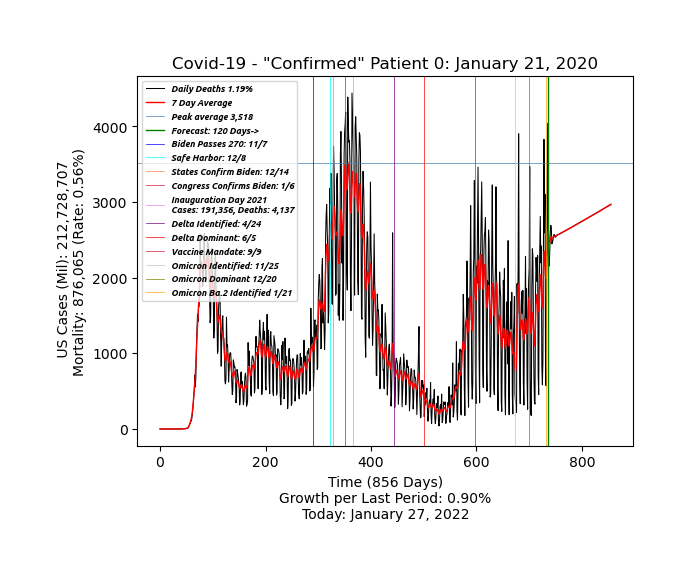 Covid-19 - "Confirmed" Patient 0: January 21, 2020
Daily Deaths 1.19%
7 Day Average
Peak average 3,518
Forecast: 120 Days->
Biden Passes 270: 11/7
Safe Harbor: 12/8
States Confirm Biden: 12/14
Congress Confirms Biden: 1/6
Inauguration Day 2021
Cases: 191,356, Deaths: 4,137
Delta Identified: 4/24
Delta Dominant: 6/5
Vaccine Mandate: 9/9
Omicron Identified: 11/25
Omicron Dominant 12/20
Omicron Ba.2 Identified 1/21
US Cases (Mil): 212,728,707
Mortality: 876,065 (Rate: 0.56%)
4000
3000
2000
1000
0
0 200 400 600 800
Time (856 Days)
Growth per Last Period: 0.90%
Today: January 27, 2022